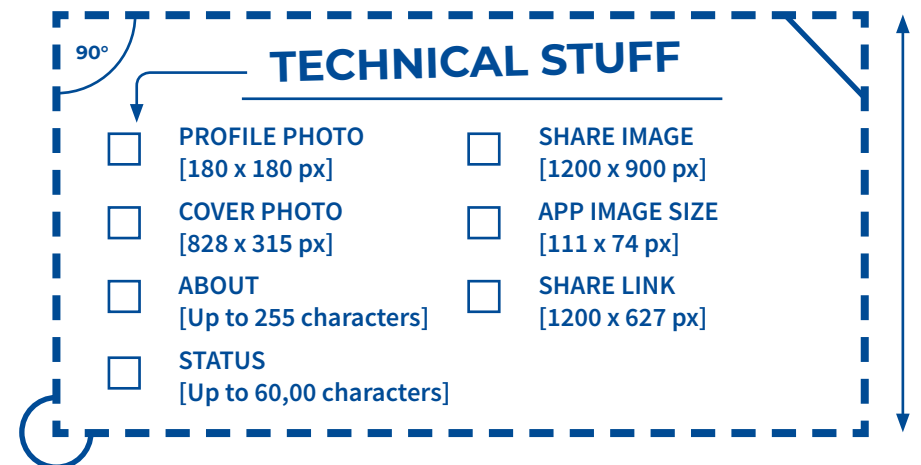 90°
TECHNICAL STUFF
PROFILE PHOTO
[180 x 180 px]
COVER PHOTO
[828 x 315 px]
ABOUT
[Up to 255 characters]
STATUS
[Up to 60,00 characters]
SHARE IMAGE
[1200 x 900 px]
APP IMAGE SIZE
[111 x 74 px]
SHARE LINK
[1200 x 627 px]